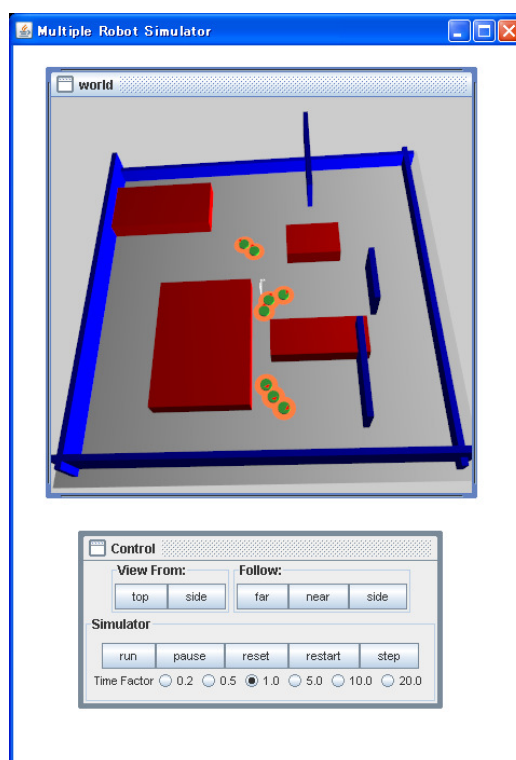 Multiple Robot Simulator
world
Control
View From: Follow:
top side far near side
Simulator
run pause reset restart step
Time Factor 0.2 0.5 1.0 5.0 10.0 20.0